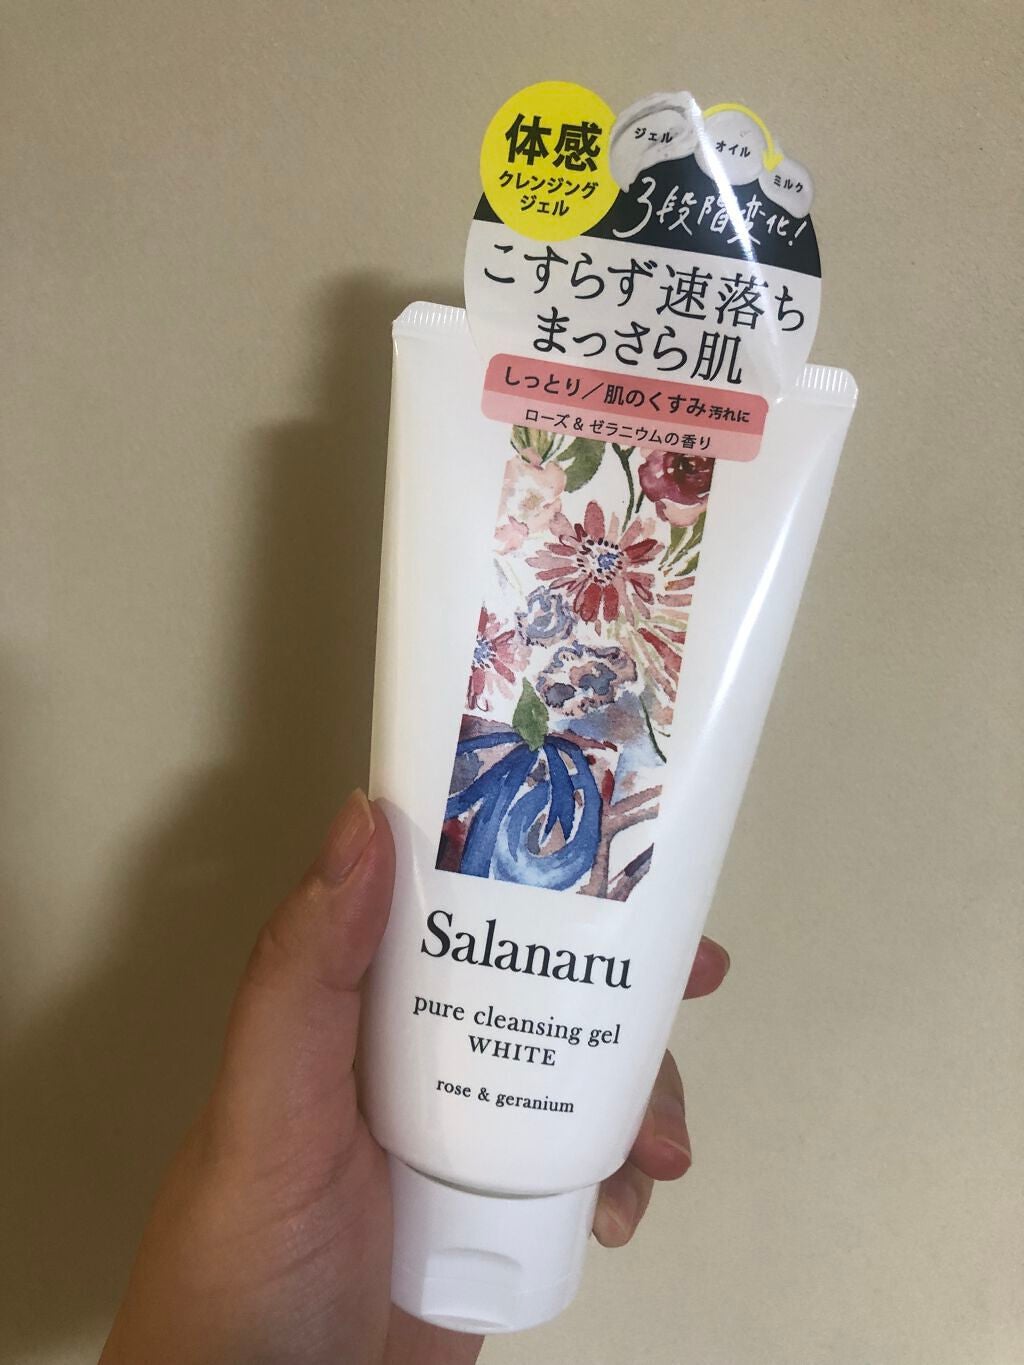 体感
クレンジング
ジェル
ジェル
オイル
ミルク
3段階変化!
こすらず速落ち
まっさら肌
しっとり/肌のくすみ汚れに
ローズ&ゼラニウムの香り
Salanaru
pure cleansing gel
WHITE
rose & geranium